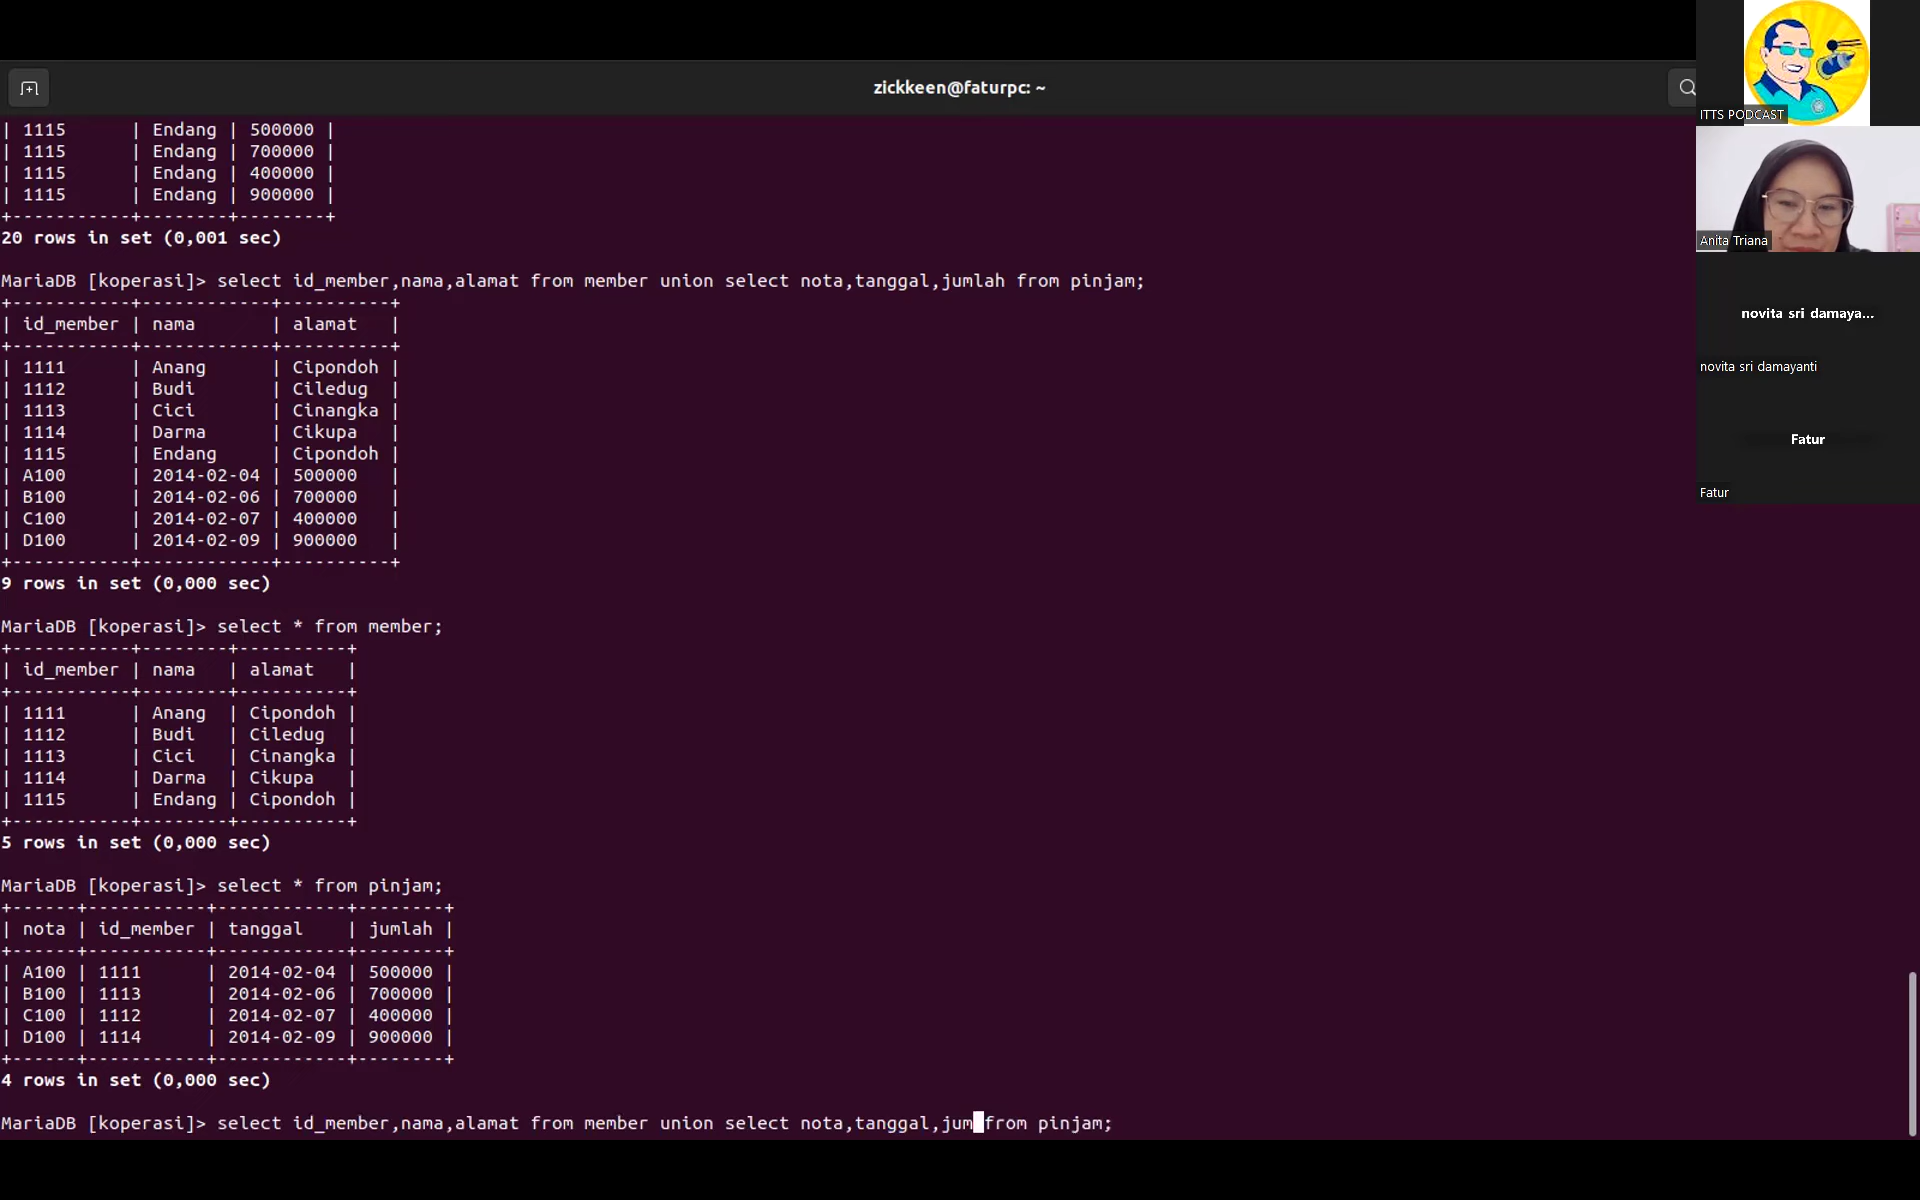 zickkeen@faturpc: ~
| 1115      | Endang | 500000 |
| 1115      | Endang | 700000 |
| 1115      | Endang | 400000 |
| 1115      | Endang | 900000 |
+-----------+--------+--------+
20 rows in set (0,001 sec)
MariaDB [koperasi]> select id_member,nama,alamat from member union select nota,tanggal,jumlah from pinjam;
+-----------+------------+----------+
| id_member | nama       | alamat   |
+-----------+------------+----------+
| 1111      | Anang      | Cipondoh |
| 1112      | Budi       | Ciledug  |
| 1113      | Cici       | Cinangka |
| 1114      | Darma      | Cikupa   |
| 1115      | Endang     | Cipondoh |
| A100      | 2014-02-04 | 500000   |
| B100      | 2014-02-06 | 700000   |
| C100      | 2014-02-07 | 400000   |
| D100      | 2014-02-09 | 900000   |
+-----------+------------+----------+
9 rows in set (0,000 sec)
MariaDB [koperasi]> select * from member;
+-----------+--------+----------+
| id_member | nama   | alamat   |
+-----------+--------+----------+
| 1111      | Anang  | Cipondoh |
| 1112      | Budi   | Ciledug  |
| 1113      | Cici   | Cinangka |
| 1114      | Darma  | Cikupa   |
| 1115      | Endang | Cipondoh |
+-----------+--------+----------+
5 rows in set (0,000 sec)
MariaDB [koperasi]> select * from pinjam;
+------+-----------+------------+--------+
| nota | id_member | tanggal    | jumlah |
+------+-----------+------------+--------+
| A100 | 1111      | 2014-02-04 | 500000 |
| B100 | 1113      | 2014-02-06 | 700000 |
| C100 | 1112      | 2014-02-07 | 400000 |
| D100 | 1114      | 2014-02-09 | 900000 |
+------+-----------+------------+--------+
4 rows in set (0,000 sec)
MariaDB [koperasi]> select id_member,nama,alamat from member union select nota,tanggal,jum from pinjam;
ITTS PODCAST
Anita Triana
novita sri damaya...
novita sri damayanti
Fatur
Fatur